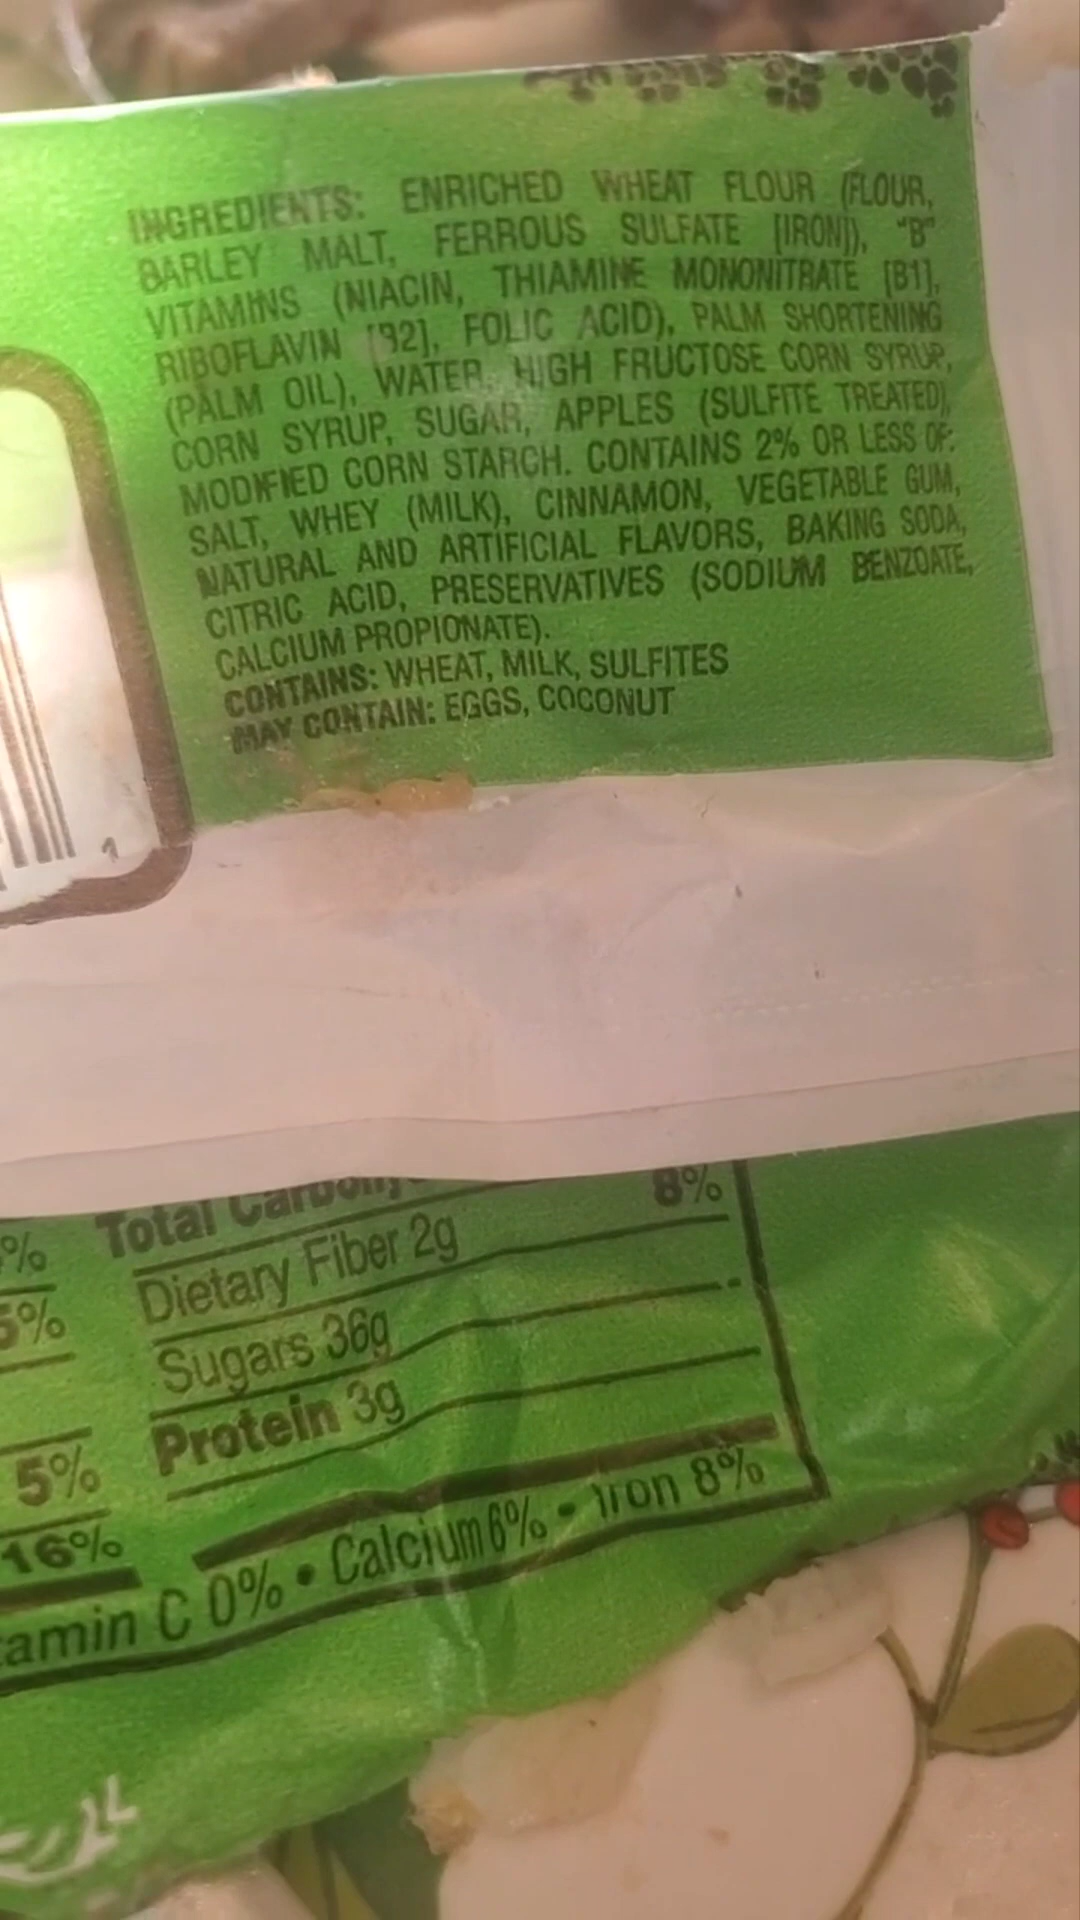 INGREDIENTS: ENRICHED WHEAT FLOUR (FLOUR,
BARLEY MALT, FERROUS SULFATE [IRON]), "B"
VITAMINS (NIACIN, THIAMINE MONONITRATE [B1],
RIBOFLAVIN [B2], FOLIC ACID), PALM SHORTENING
(PALM OIL), WATER, HIGH FRUCTOSE CORN SYRUP,
CORN SYRUP, SUGAR, APPLES (SULFITE TREATED),
MODIFIED CORN STARCH. CONTAINS 2% OR LESS OF:
SALT, WHEY (MILK), CINNAMON, VEGETABLE GUM,
NATURAL AND ARTIFICIAL FLAVORS, BAKING SODA,
CITRIC ACID, PRESERVATIVES (SODIUM BENZOATE,
CALCIUM PROPIONATE).
CONTAINS: WHEAT, MILK, SULFITES
MAY CONTAIN: EGGS, COCONUT
1
% Total
Dietary Fiber 2g 8%
5%
Sugars 36g
Protein 3g
5%
16%
amin C 0% • Calcium 6% • Iron 8%